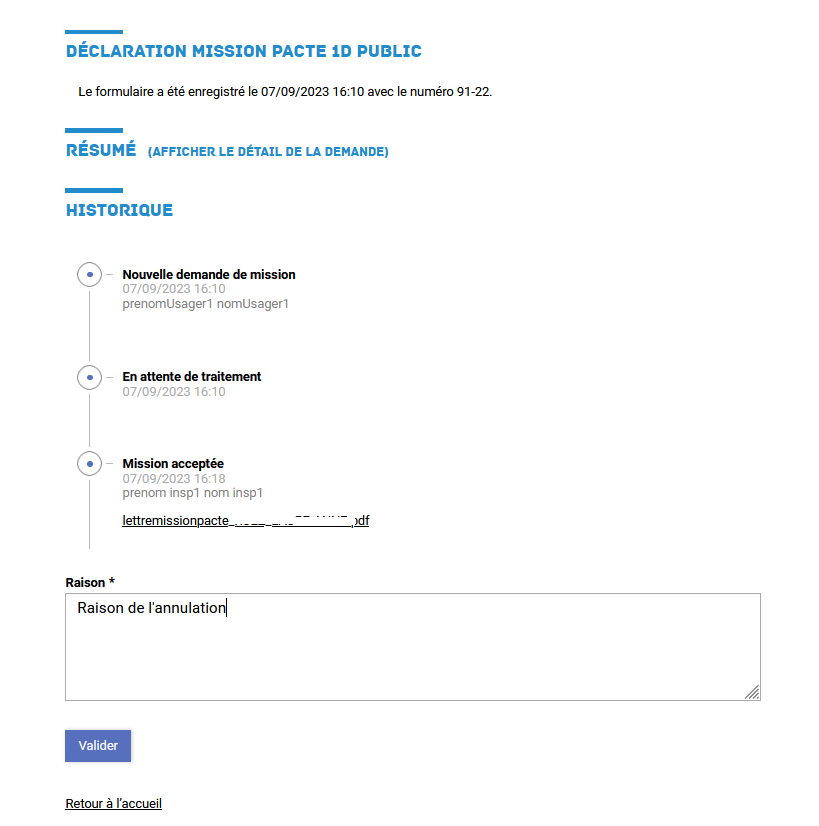 DÉCLARATION MISSION PACTE 1D PUBLIC
Le formulaire a été enregistré le 07/09/2023 16:10 avec le numéro 91-22.
RÉSUMÉ (AFFICHER LE DÉTAIL DE LA DEMANDE)
HISTORIQUE
Nouvelle demande de mission
07/09/2023 16:10
prenomUsager1 nomUsager1
En attente de traitement
07/09/2023 16:10
Mission acceptée
07/09/2023 16:18
prenom insp1 nom insp1
lettremissionpacte pdf
Raison *
Raison de l'annulation
Valider
Retour à l'accueil